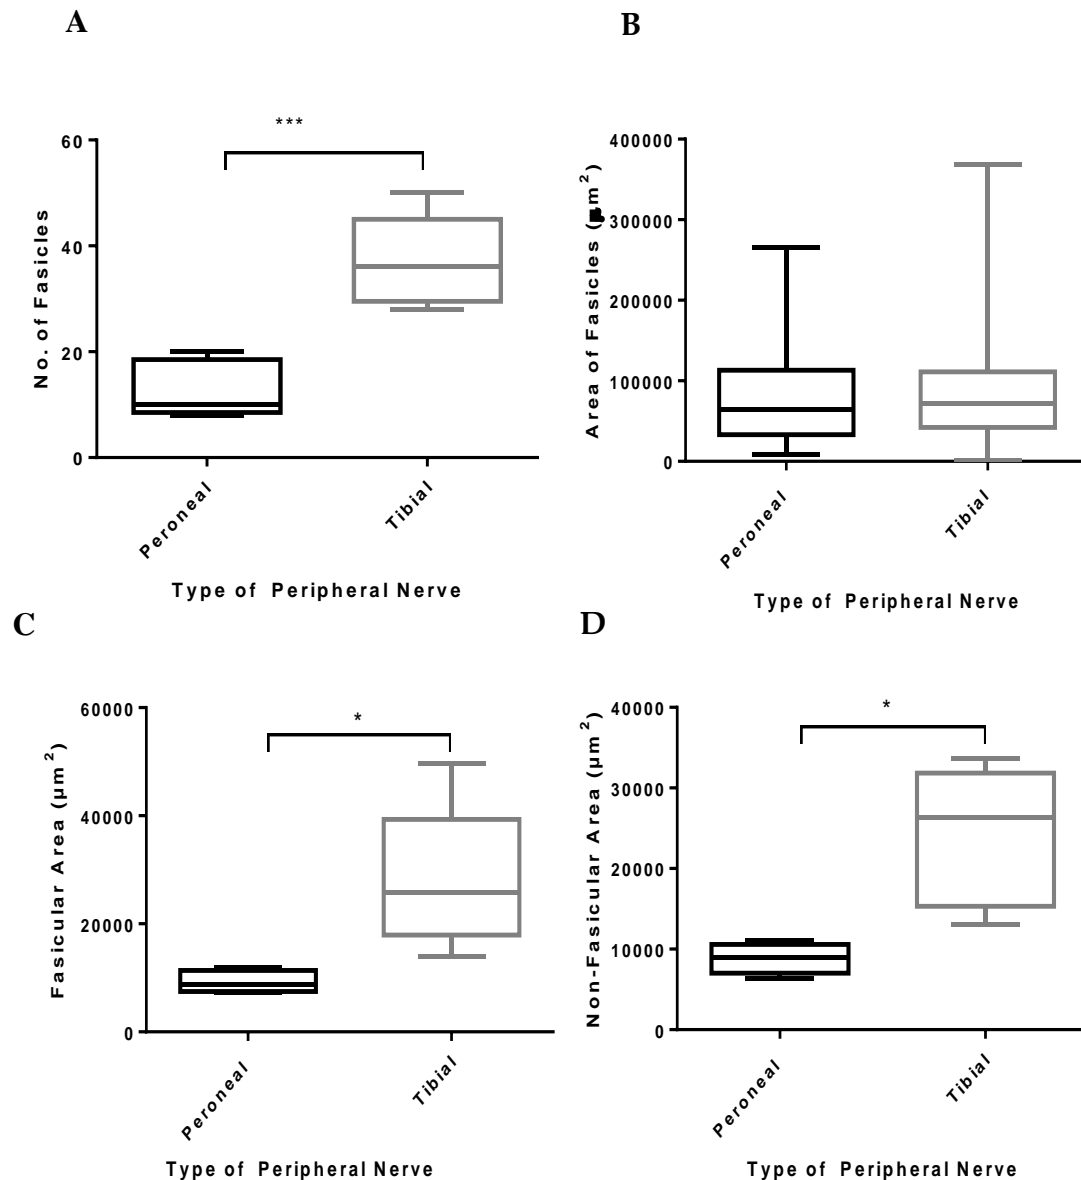 A
***
60
40
20
0
No. of Fasicles
Peroneal
Tibial
Type of Peripheral Nerve
B
400000
300000
200000
100000
0
Area of Fasicles (μm²)
Peroneal
Tibial
Type of Peripheral Nerve
C
*
60000
40000
20000
0
Fasicular Area (µm²)
Peroneal
Tibial
Type of Peripheral Nerve
D
*
40000
30000
20000
10000
0
Non-Fasicular Area (µm²)
Peroneal
Tibial
Type of Peripheral Nerve